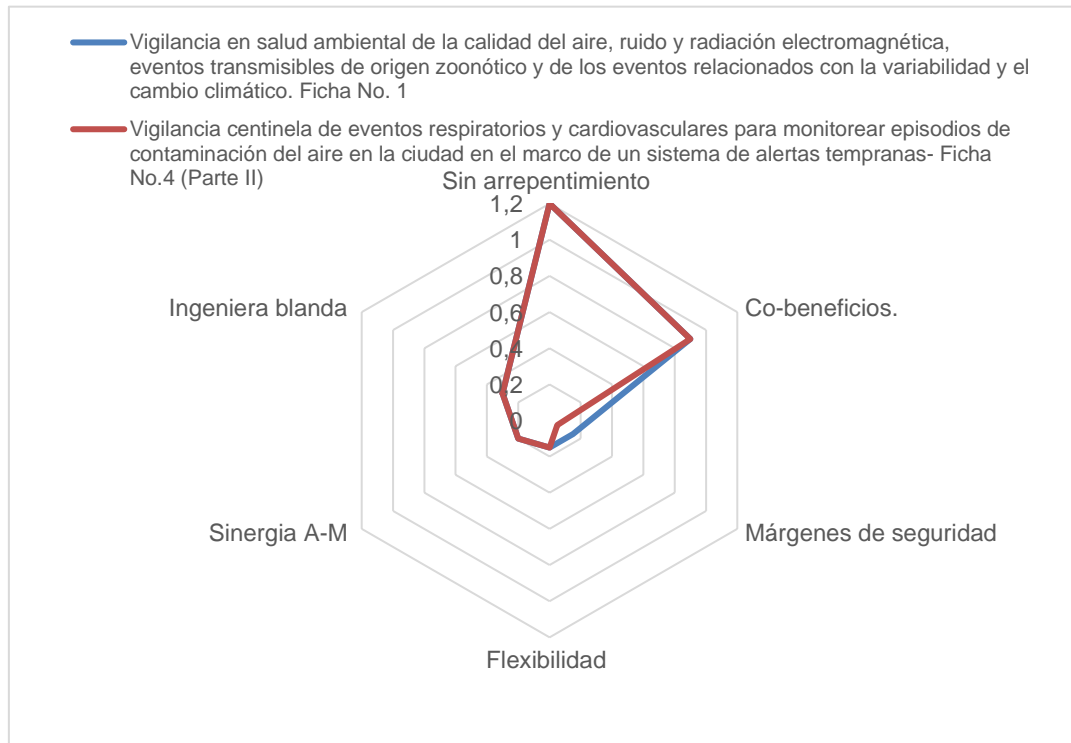 Vigilancia en salud ambiental de la calidad del aire, ruido y radiación electromagnética,
eventos transmisibles de origen zoonótico y de los eventos relacionados con la variabilidad y el
cambio climático. Ficha No. 1
Vigilancia centinela de eventos respiratorios y cardiovasculares para monitorear episodios de
contaminación del aire en la ciudad en el marco de un sistema de alertas tempranas- Ficha
No.4 (Parte II)
Sin arrepentimiento
1,2
1
0,8
0,6
0,4
0,2
0
Co-beneficios.
Márgenes de seguridad
Flexibilidad
Sinergia A-M
Ingeniera blanda